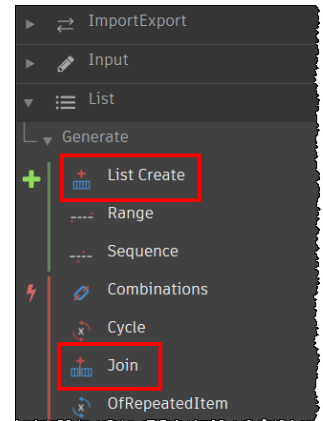 ImportExport
Input
List
Generate
List Create
Range
Sequence
Combinations
Cycle
Join
OfRepeatedItem